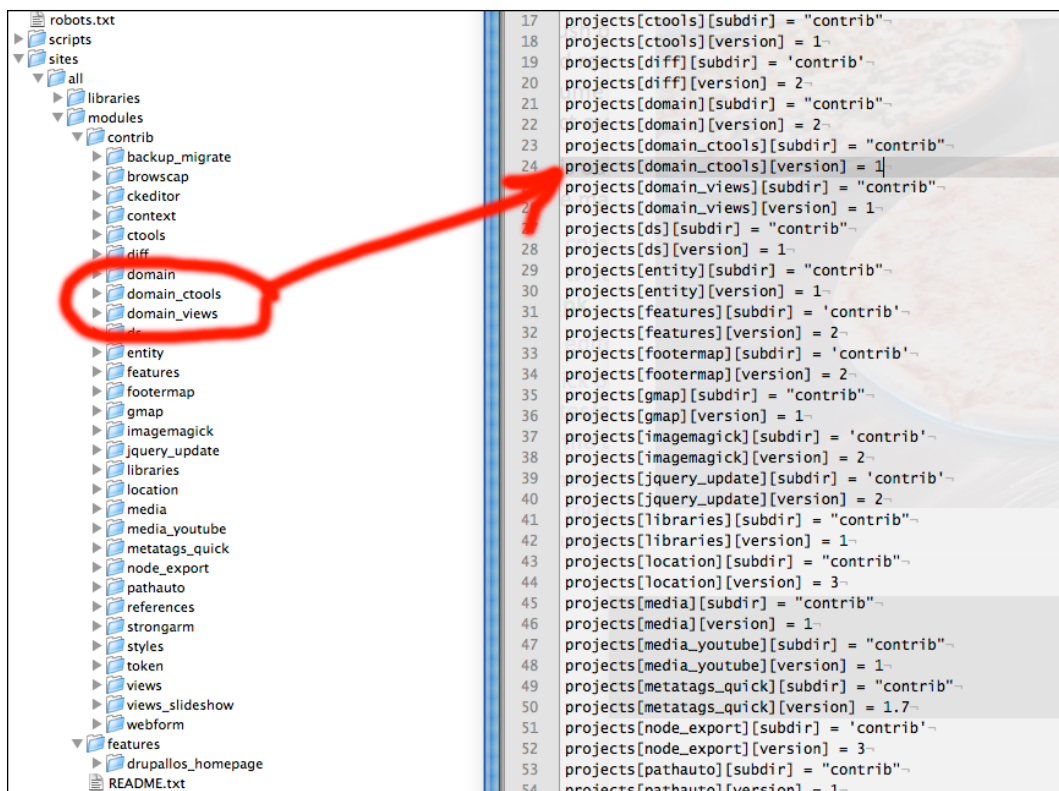 robots.txt
scripts
sites
all
libraries
modules
contrib
backup_migrate
browscap
ckeditor
context
ctools
diff
domain
domain_ctools
domain_views
ds
entity
features
footermap
gmap
imagemagick
jquery_update
libraries
location
media
media_youtube
metatags_quick
node_export
pathauto
references
strongarm
styles
token
views
views_slideshow
webform
features
drupallos_homepage
README.txt
17 projects[ctools][subdir] = "contrib"¬
18 projects[ctools][version] = 1¬
19 projects[diff][subdir] = 'contrib'¬
20 projects[diff][version] = 2¬
21 projects[domain][subdir] = "contrib"¬
22 projects[domain][version] = 2¬
23 projects[domain_ctools][subdir] = "contrib"¬
24 projects[domain_ctools][version] = 1¬
projects[domain_views][subdir] = "contrib"¬
26 projects[domain_views][version] = 1¬
27 projects[ds][subdir] = "contrib"¬
28 projects[ds][version] = 1¬
29 projects[entity][subdir] = "contrib"¬
30 projects[entity][version] = 1¬
31 projects[features][subdir] = 'contrib'¬
32 projects[features][version] = 2¬
33 projects[footermap][subdir] = 'contrib'¬
34 projects[footermap][version] = 2¬
35 projects[gmap][subdir] = "contrib"¬
36 projects[gmap][version] = 1¬
37 projects[imagemagick][subdir] = 'contrib'¬
38 projects[imagemagick][version] = 2¬
39 projects[jquery_update][subdir] = 'contrib'¬
40 projects[jquery_update][version] = 2¬
41 projects[libraries][subdir] = "contrib"¬
42 projects[libraries][version] = 1¬
43 projects[location][subdir] = "contrib"¬
44 projects[location][version] = 3¬
45 projects[media][subdir] = "contrib"¬
46 projects[media][version] = 1¬
47 projects[media_youtube][subdir] = "contrib"¬
48 projects[media_youtube][version] = 1¬
49 projects[metatags_quick][subdir] = "contrib"¬
50 projects[metatags_quick][version] = 1.7¬
51 projects[node_export][subdir] = 'contrib'¬
52 projects[node_export][version] = 3¬
53 projects[pathauto][subdir] = "contrib"¬
54 projects[pathauto][version] = 1¬